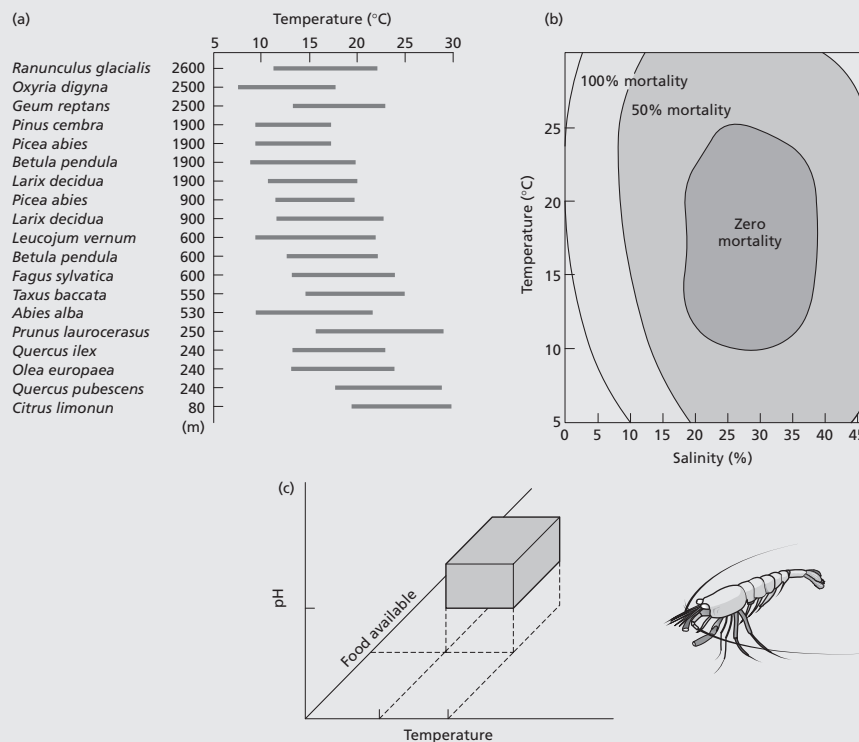 (a)
Temperature (°C)
5 10 15 20 25 30
Ranunculus glacialis 2600
Oxyria digyna 2500
Geum reptans 2500
Pinus cembra 1900
Picea abies 1900
Betula pendula 1900
Larix decidua 1900
Picea abies 900
Larix decidua 900
Leucojum vernum 600
Betula pendula 600
Fagus sylvatica 600
Taxus baccata 550
Abies alba 530
Prunus laurocerasus 250
Quercus ilex 240
Olea europaea 240
Quercus pubescens 240
Citrus limonun 80
(m)
(b)
100% mortality
50% mortality
Zero
mortality
Temperature (°C)
25
20
15
10
5
0 5 10 15 20 25 30 35 40 45
Salinity (%)
(c)
pH
Food available
Temperature